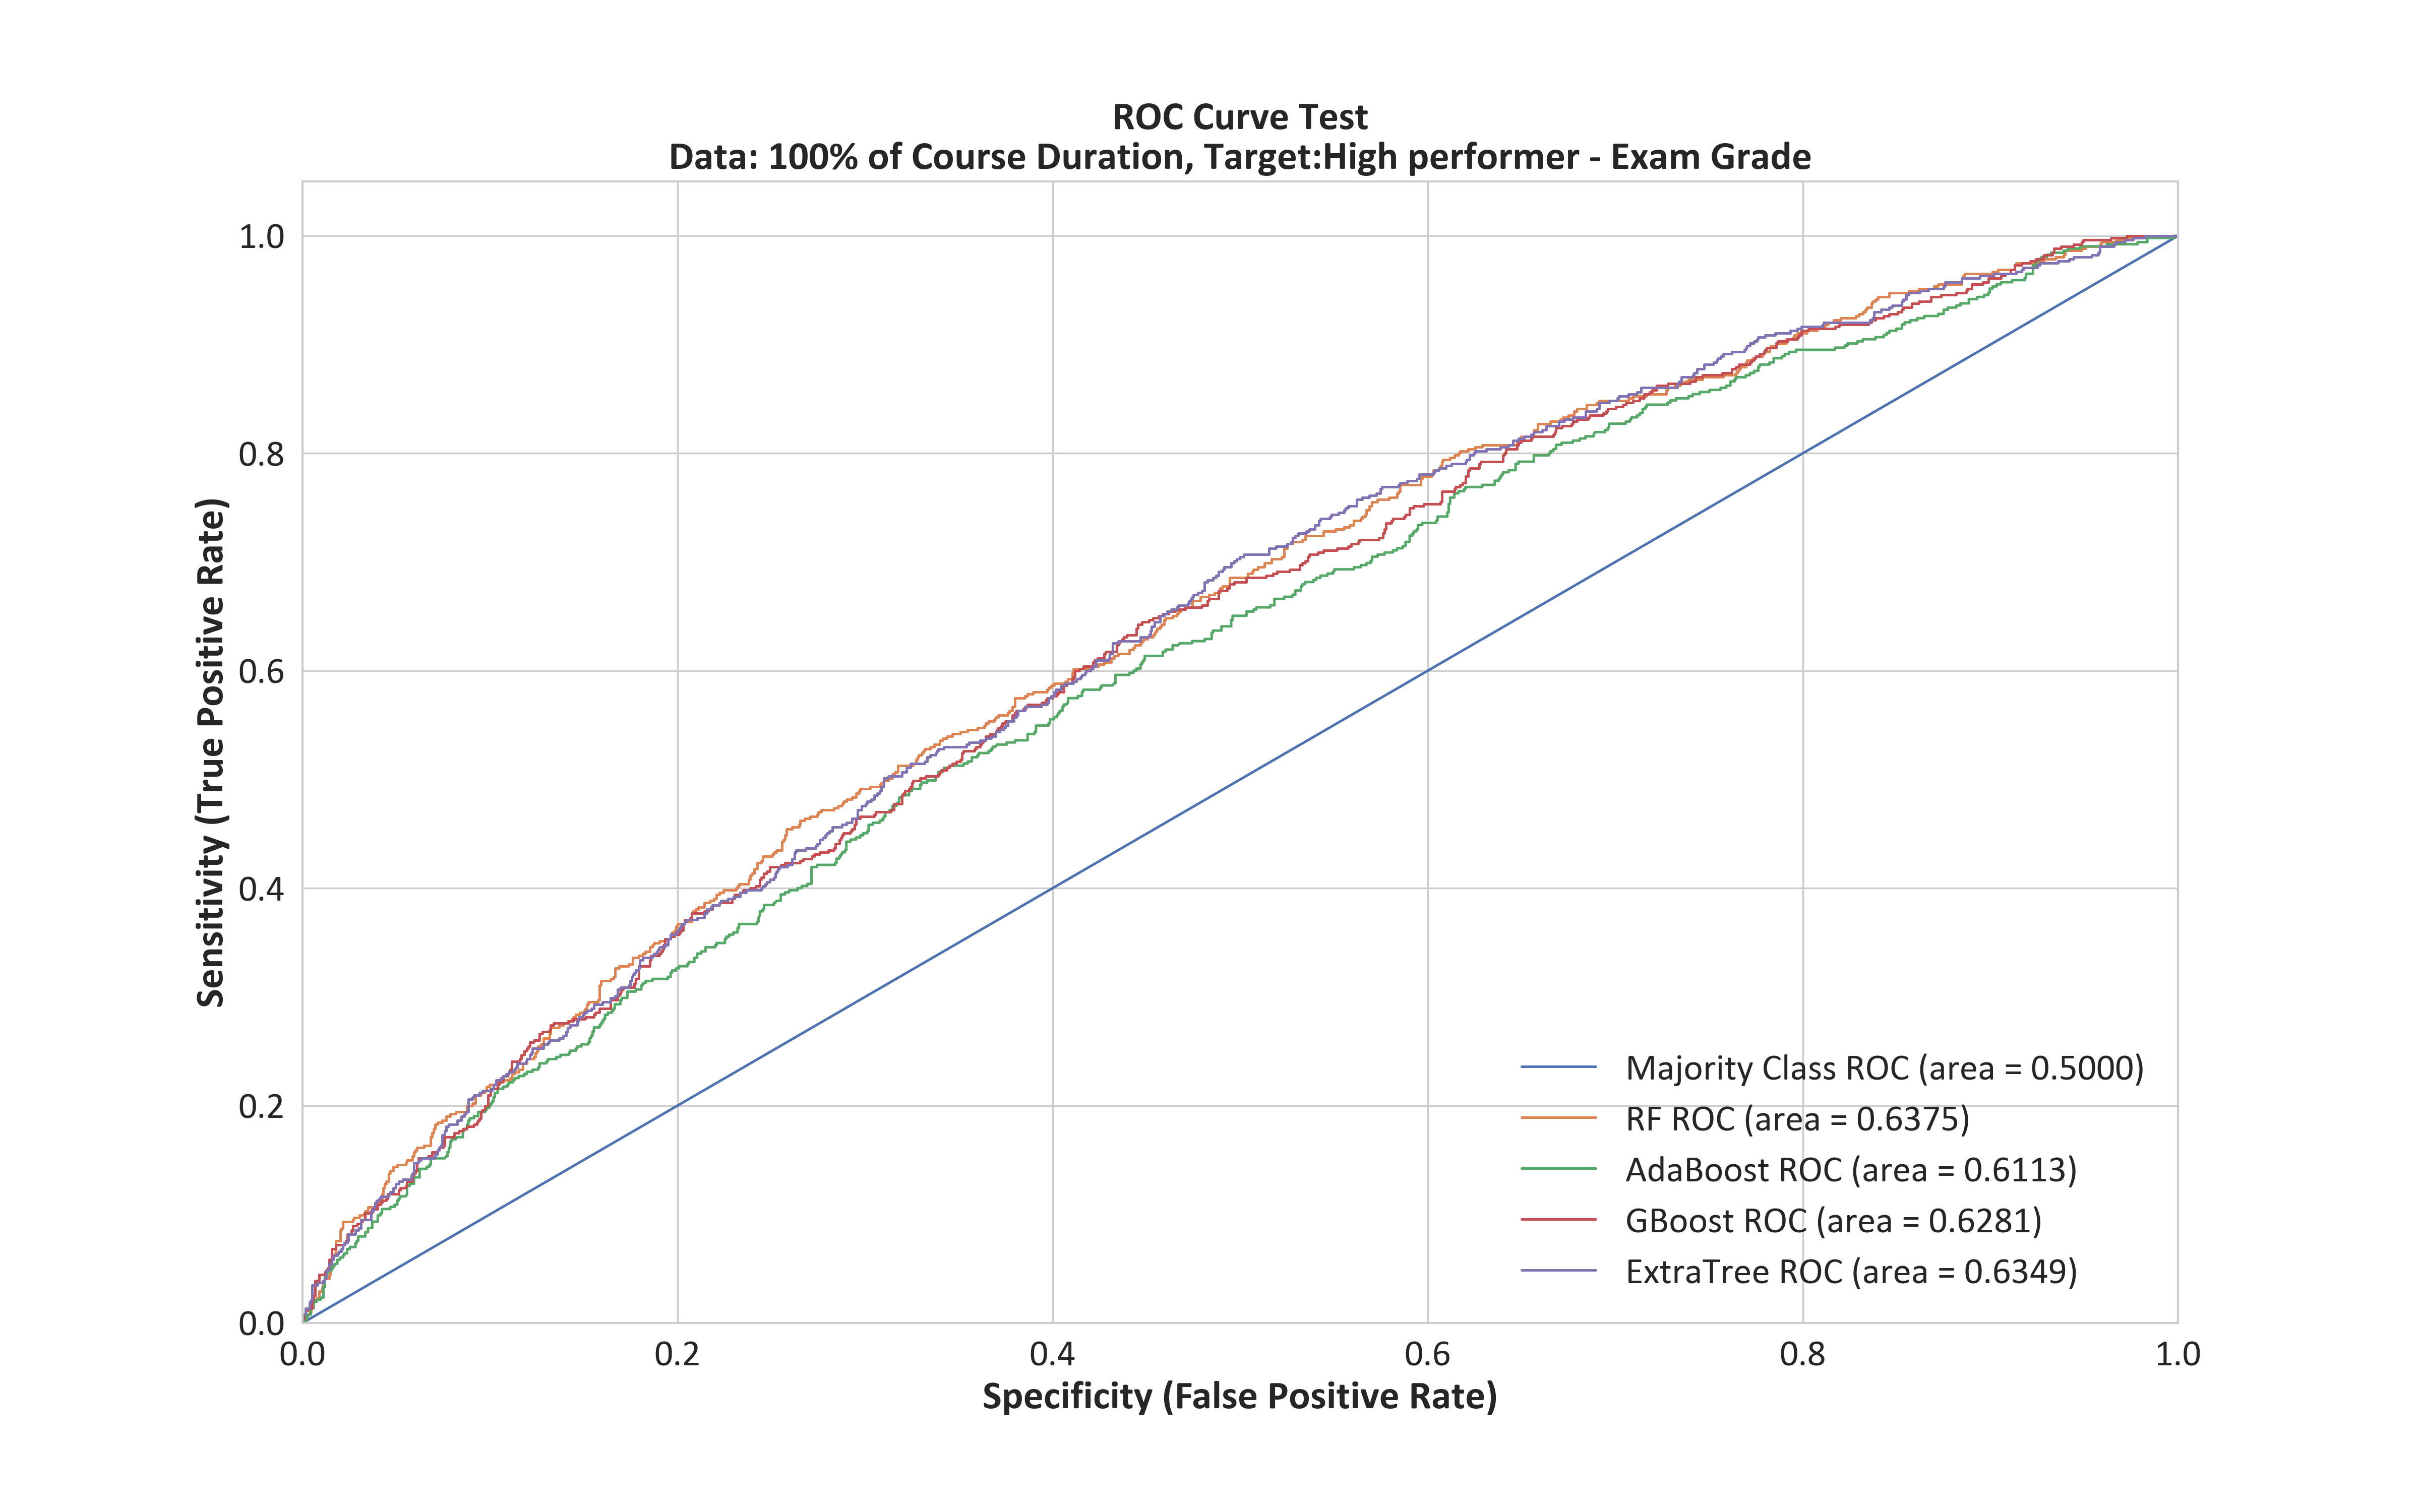 ROC Curve Test
Data: 100% of Course Duration, Target:High performer - Exam Grade
Sensitivity (True Positive Rate)
1.0
0.8
0.6
0.4
0.2
0.0
Majority Class ROC (area = 0.5000)
RF ROC (area = 0.6375)
AdaBoost ROC (area = 0.6113)
GBoost ROC (area = 0.6281)
ExtraTree ROC (area = 0.6349)
0.0 0.2 0.4 0.6 0.8 1.0
Specificity (False Positive Rate)